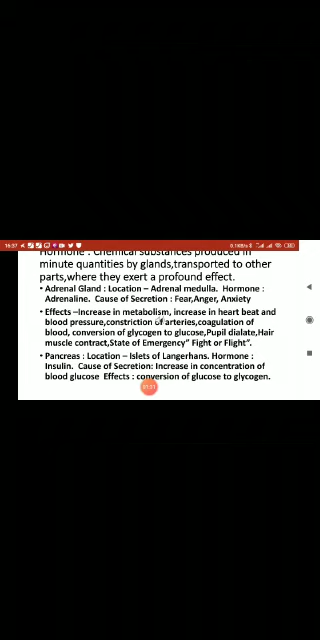 16:37
0.1KB/s
Hormone : Chemical substances produced in
minute quantities by glands,transported to other
parts,where they exert a profound effect.
• Adrenal Gland : Location – Adrenal medulla. Hormone :
Adrenaline. Cause of Secretion : Fear,Anger, Anxiety
• Effects –Increase in metabolism, increase in heart beat and
blood pressure,constriction of arteries,coagulation of
blood, conversion of glycogen to glucose,Pupil dialate,Hair
muscle contract,State of Emergency" Fight or Flight".
• Pancreas : Location – Islets of Langerhans. Hormone :
Insulin. Cause of Secretion: Increase in concentration of
blood glucose Effects : conversion of glucose to glycogen.